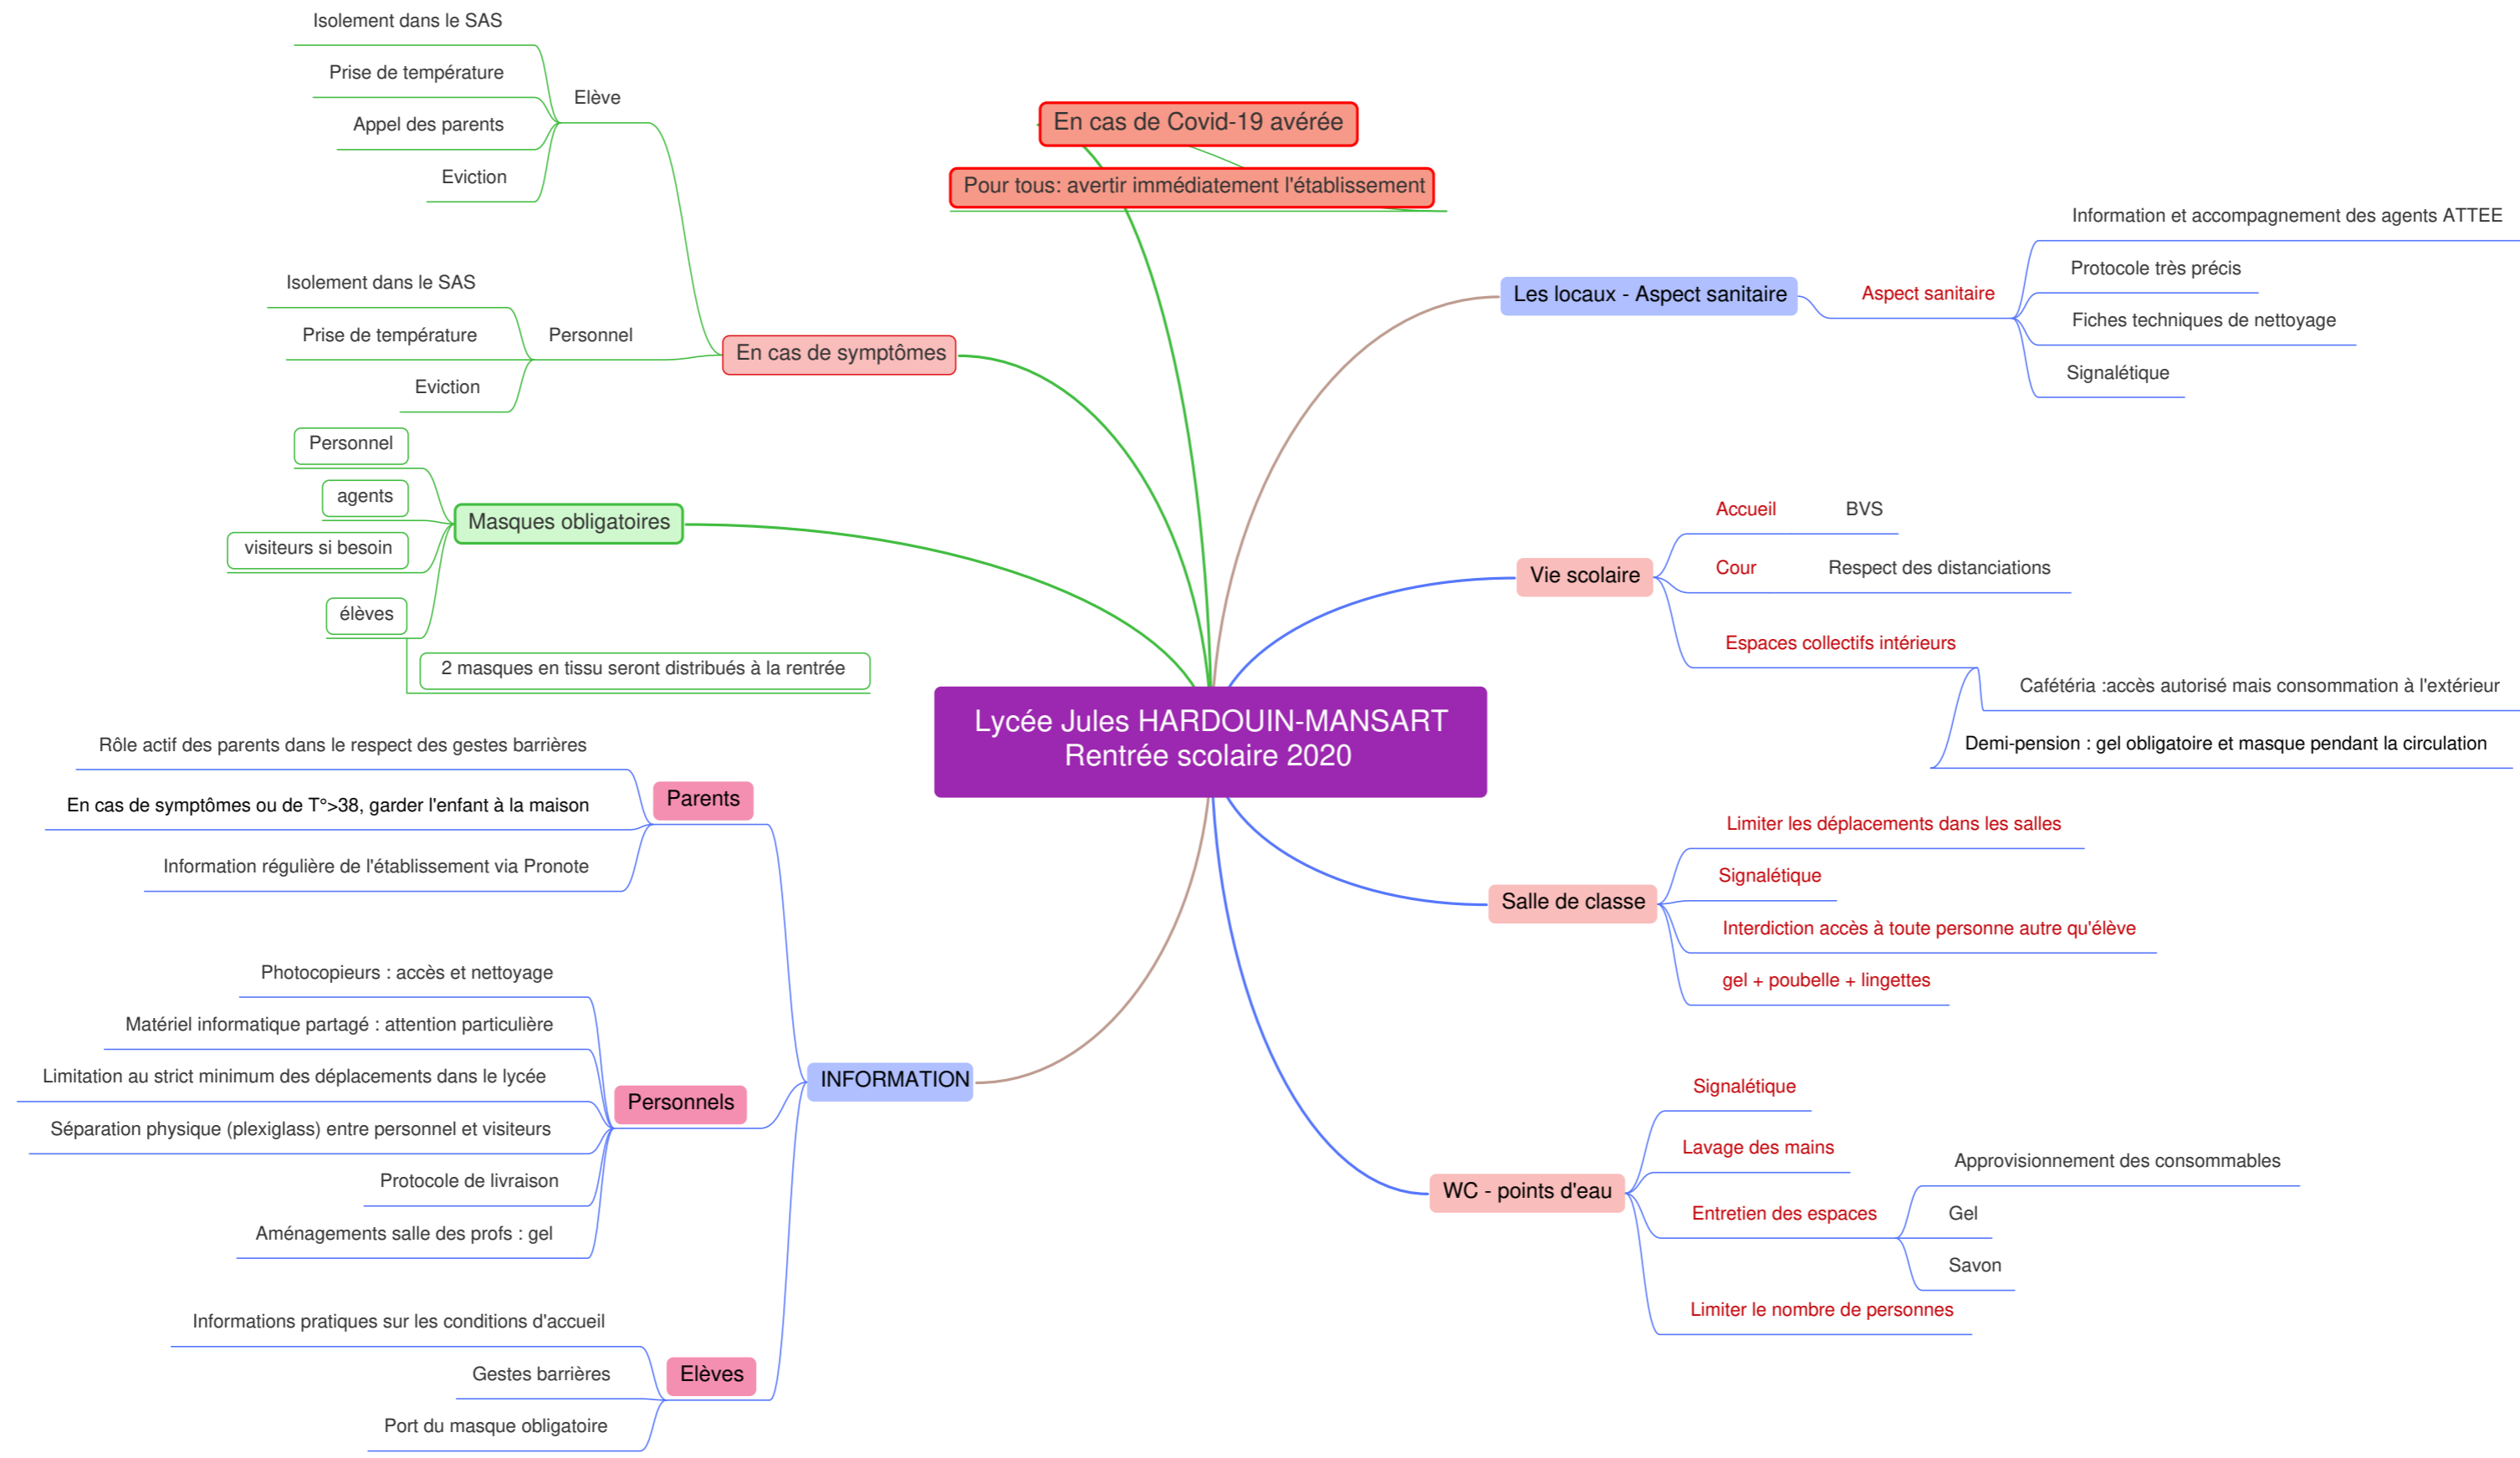 Lycée Jules HARDOUIN-MANSART
Rentrée scolaire 2020
En cas de Covid-19 avérée
Pour tous: avertir immédiatement l'établissement
En cas de symptômes
Elève
Isolement dans le SAS
Prise de température
Appel des parents
Eviction
Personnel
Isolement dans le SAS
Prise de température
Eviction
Masques obligatoires
Personnel
agents
visiteurs si besoin
élèves
2 masques en tissu seront distribués à la rentrée
INFORMATION
Parents
Rôle actif des parents dans le respect des gestes barrières
En cas de symptômes ou de T°>38, garder l'enfant à la maison
Information régulière de l'établissement via Pronote
Personnels
Photocopieurs : accès et nettoyage
Matériel informatique partagé : attention particulière
Limitation au strict minimum des déplacements dans le lycée
Séparation physique (plexiglass) entre personnel et visiteurs
Protocole de livraison
Aménagements salle des profs : gel
Elèves
Informations pratiques sur les conditions d'accueil
Gestes barrières
Port du masque obligatoire
Les locaux - Aspect sanitaire
Aspect sanitaire
Information et accompagnement des agents ATTEE
Protocole très précis
Fiches techniques de nettoyage
Signalétique
Vie scolaire
Accueil
BVS
Cour
Respect des distanciations
Espaces collectifs intérieurs
Cafétéria :accès autorisé mais consommation à l'extérieur
Demi-pension : gel obligatoire et masque pendant la circulation
Salle de classe
Limiter les déplacements dans les salles
Signalétique
Interdiction accès à toute personne autre qu'élève
gel + poubelle + lingettes
WC - points d'eau
Signalétique
Lavage des mains
Entretien des espaces
Approvisionnement des consommables
Gel
Savon
Limiter le nombre de personnes